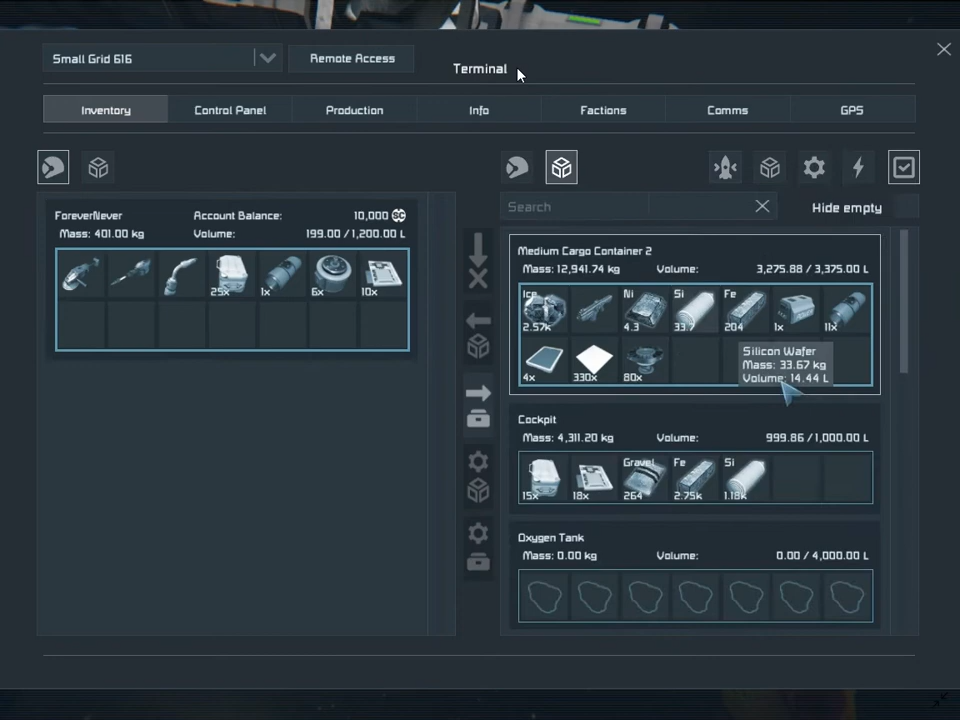 Small Grid 616
Remote Access
Terminal
Inventory
Control Panel
Production
Info
Factions
Comms
GPS
ForeverNever
Account Balance:
10,000 SC
Mass: 401.00 kg
Volume:
199.00 / 1,200.00 L
25x
1x
6x
10x
Search
Hide empty
Medium Cargo Container 2
Mass: 12,941.74 kg
Volume:
3,275.88 / 3,375.00 L
Ice
Ni
Si
Fe
2.57k
4.3
33.7
204
1x
11x
4x
330x
80x
Silicon Wafer
Mass: 33.67 kg
Volume: 14.44 L
Cockpit
Mass: 4,311.20 kg
Volume:
999.86 / 1,000.00 L
Gravel
Fe
Si
15x
18x
264
2.75k
1.18k
Oxygen Tank
Mass: 0.00 kg
Volume:
0.00 / 4,000.00 L